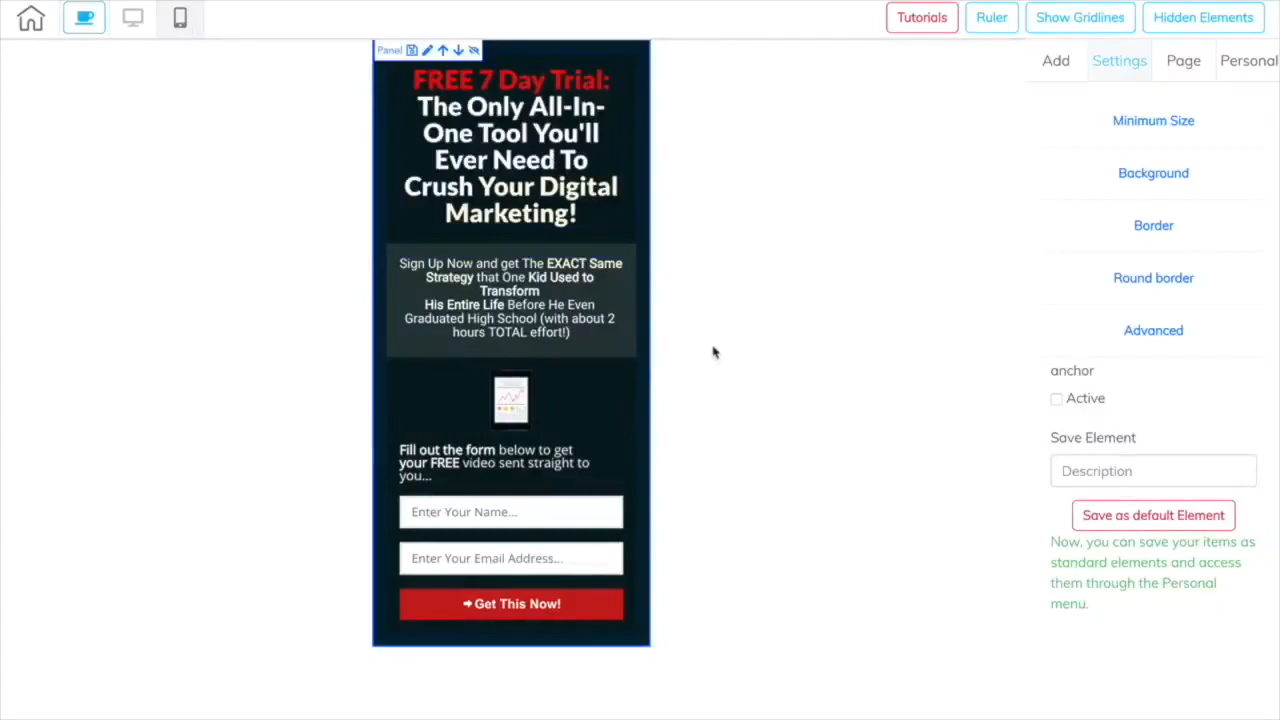 Tutorials
Ruler
Show Gridlines
Hidden Elements
Panel
Add
Settings
Page
Personal
FREE 7 Day Trial:
The Only All-In-
One Tool You'll
Ever Need To
Crush Your Digital
Marketing!
Sign Up Now and get The EXACT Same
Strategy that One Kid Used to
Transform
His Entire Life Before He Even
Graduated High School (with about 2
hours TOTAL effort!)
Fill out the form below to get
your FREE video sent straight to
you...
Enter Your Name...
Enter Your Email Address...
Get This Now!
Minimum Size
Background
Border
Round border
Advanced
anchor
Active
Save Element
Description
Save as default Element
Now, you can save your items as
standard elements and access
them through the Personal
menu.